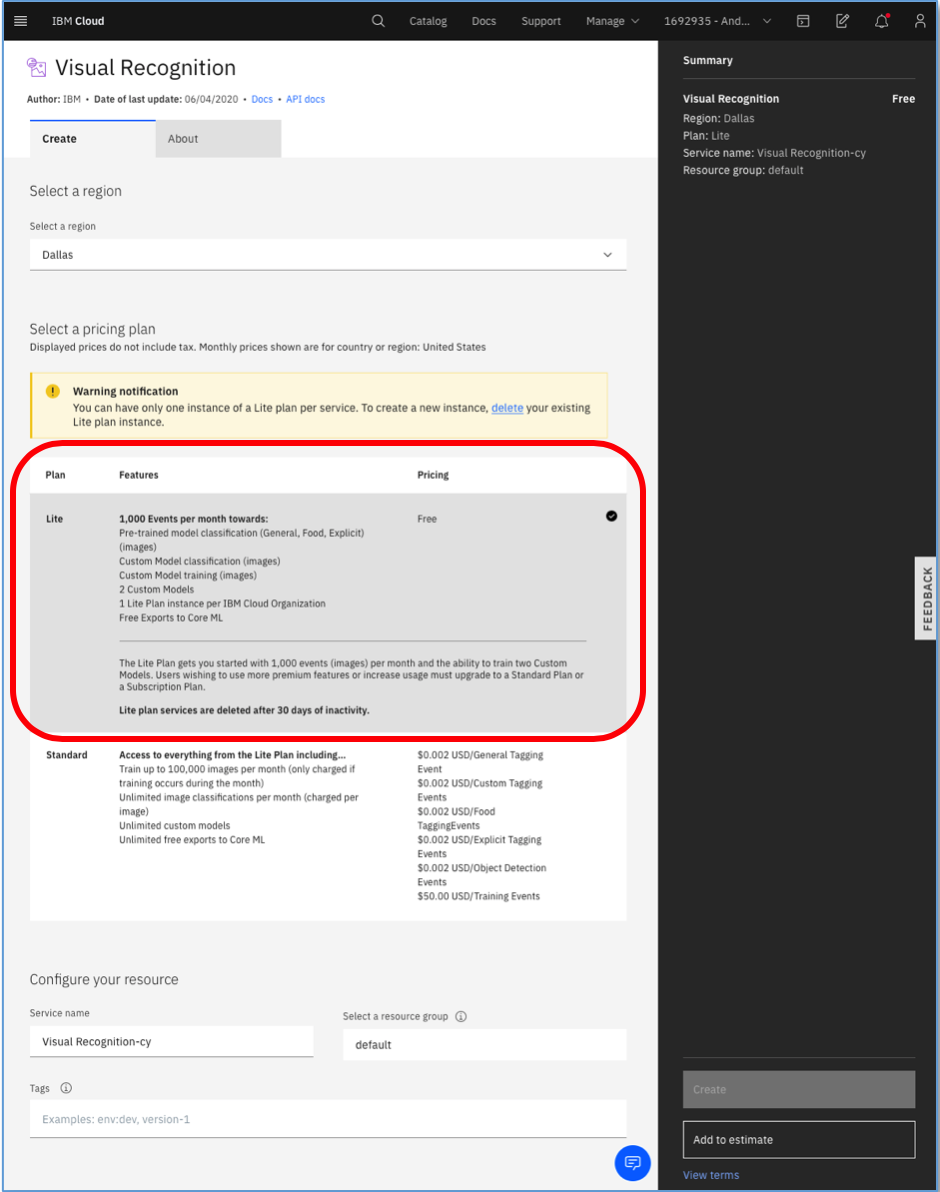 IBM Cloud
Catalog
Docs
Support
Manage
1692935 - And...
Visual Recognition
Author: IBM • Date of last update: 06/04/2020 • Docs • API docs
Create
About
Select a region
Select a region
Dallas
Select a pricing plan
Displayed prices do not include tax. Monthly prices shown are for country or region: United States
Warning notification
You can have only one instance of a Lite plan per service. To create a new instance, delete your existing
Lite plan instance.
Plan
Features
Pricing
Lite
1,000 Events per month towards:
Free
Pre-trained model classification (General, Food, Explicit)
(images)
Custom Model classification (images)
Custom Model training (images)
2 Custom Models
1 Lite Plan instance per IBM Cloud Organization
Free Exports to Core ML
The Lite Plan gets you started with 1,000 events (images) per month and the ability to train two Custom
Models. Users wishing to use more premium features or increase usage must upgrade to a Standard Plan or
a Subscription Plan.
Lite plan services are deleted after 30 days of inactivity.
Standard
Access to everything from the Lite Plan including...
Train up to 100,000 images per month (only charged if
training occurs during the month)
Unlimited image classifications per month (charged per
image)
Unlimited custom models
Unlimited free exports to Core ML
$0.002 USD/General Tagging
Event
$0.002 USD/Custom Tagging
Events
$0.002 USD/Food
TaggingEvents
$0.002 USD/Explicit Tagging
Events
$0.002 USD/Object Detection
Events
$50.00 USD/Training Events
Configure your resource
Service name
Visual Recognition-cy
Select a resource group
default
Tags
Examples: env:dev, version-1
Summary
Visual Recognition
Free
Region: Dallas
Plan: Lite
Service name: Visual Recognition-cy
Resource group: default
FEEDBACK
Create
Add to estimate
View terms